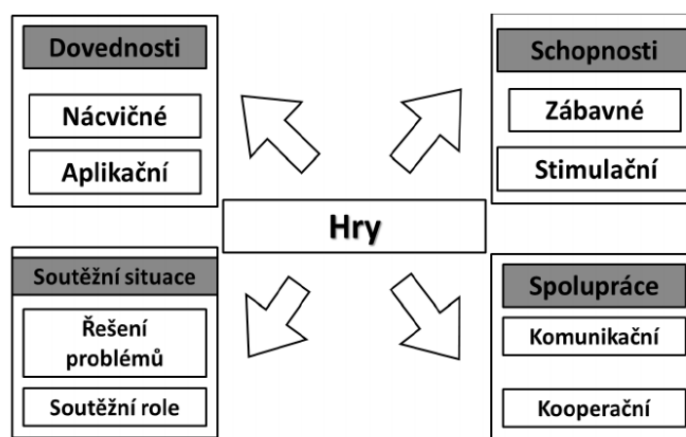 Dovednosti
Nácvičné
Aplikační
Schopnosti
Zábavné
Stimulační
Hry
Soutěžní situace
Řešení
problémů
Soutěžní role
Spolupráce
Komunikační
Kooperační